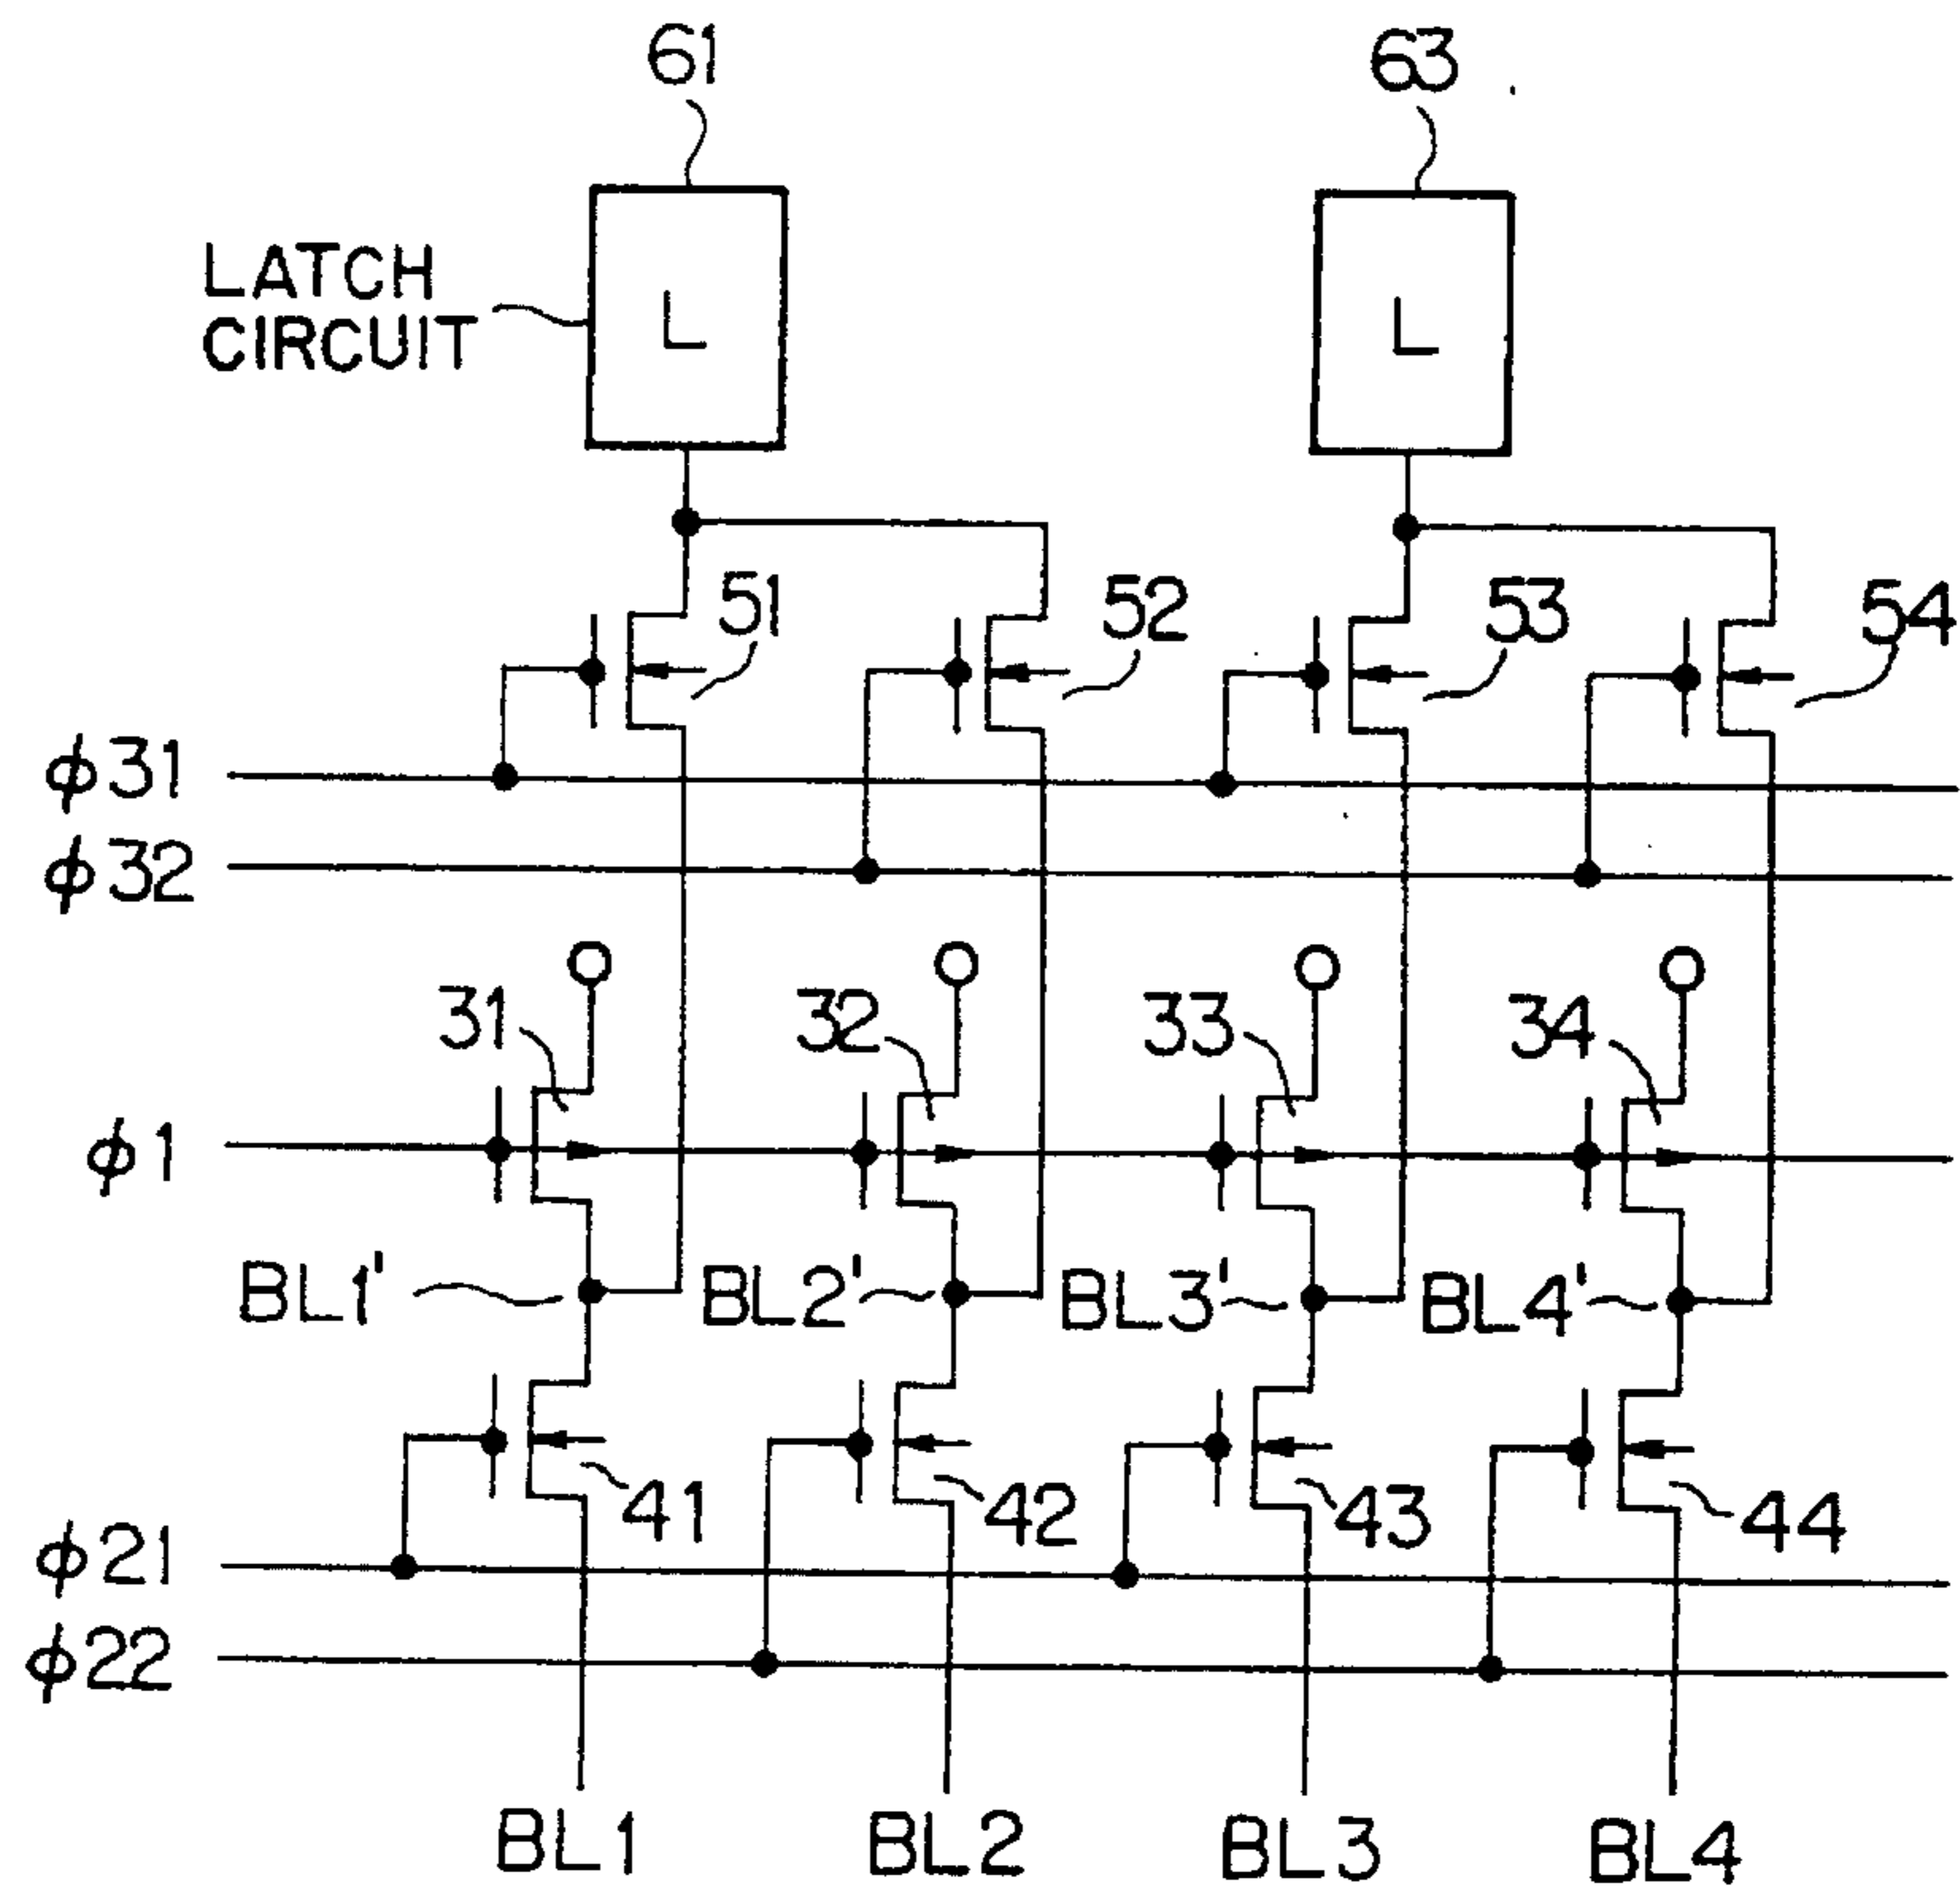 61
63
LATCH
CIRCUIT
L
L
51
52
53
54
ϕ31
ϕ32
31
32
33
34
ϕ1
BL1'
BL2'
BL3'
BL4'
41
42
43
44
ϕ21
ϕ22
BL1
BL2
BL3
BL4